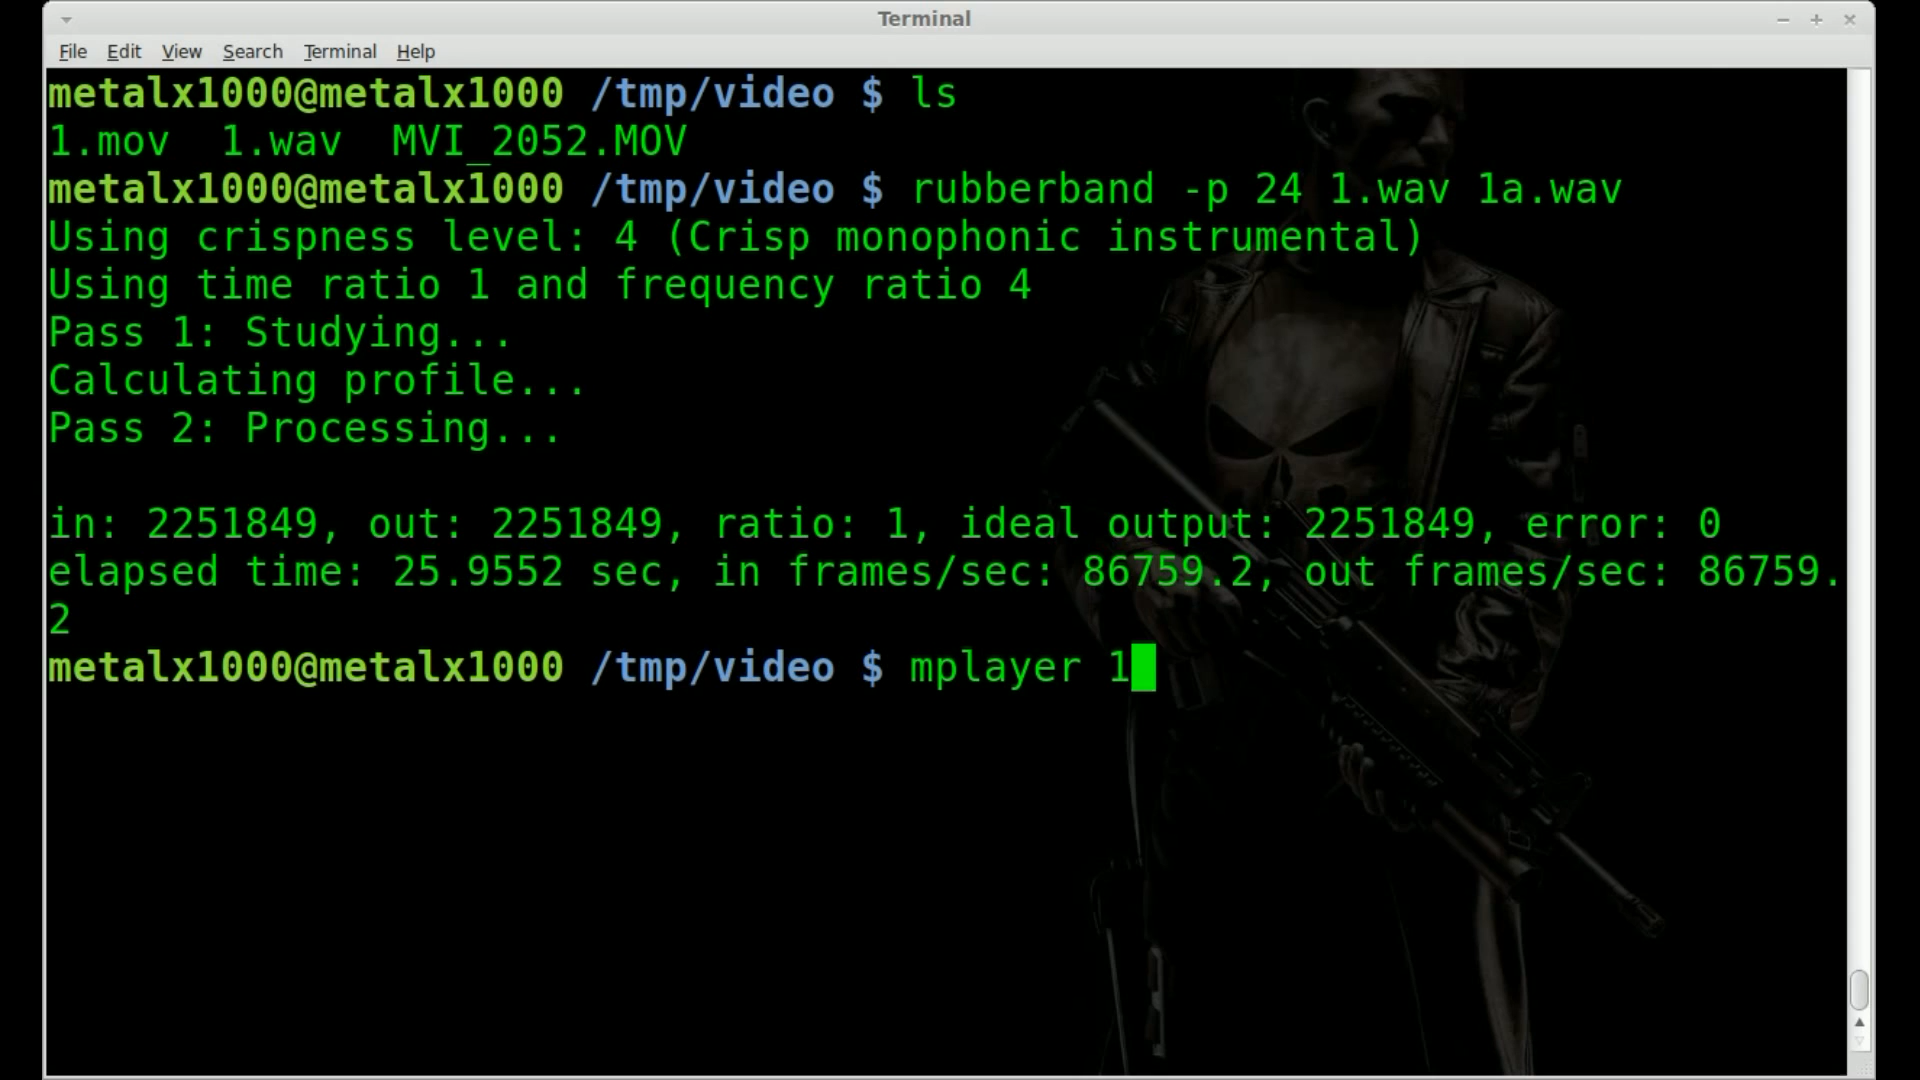 Terminal
File Edit View Search Terminal Help
metalx1000@metalx1000 /tmp/video $ ls
1.mov  1.wav  MVI_2052.MOV
metalx1000@metalx1000 /tmp/video $ rubberband -p 24 1.wav 1a.wav
Using crispness level: 4 (Crisp monophonic instrumental)
Using time ratio 1 and frequency ratio 4
Pass 1: Studying...
Calculating profile...
Pass 2: Processing...
in: 2251849, out: 2251849, ratio: 1, ideal output: 2251849, error: 0
elapsed time: 25.9552 sec, in frames/sec: 86759.2, out frames/sec: 86759.
2
metalx1000@metalx1000 /tmp/video $ mplayer 1